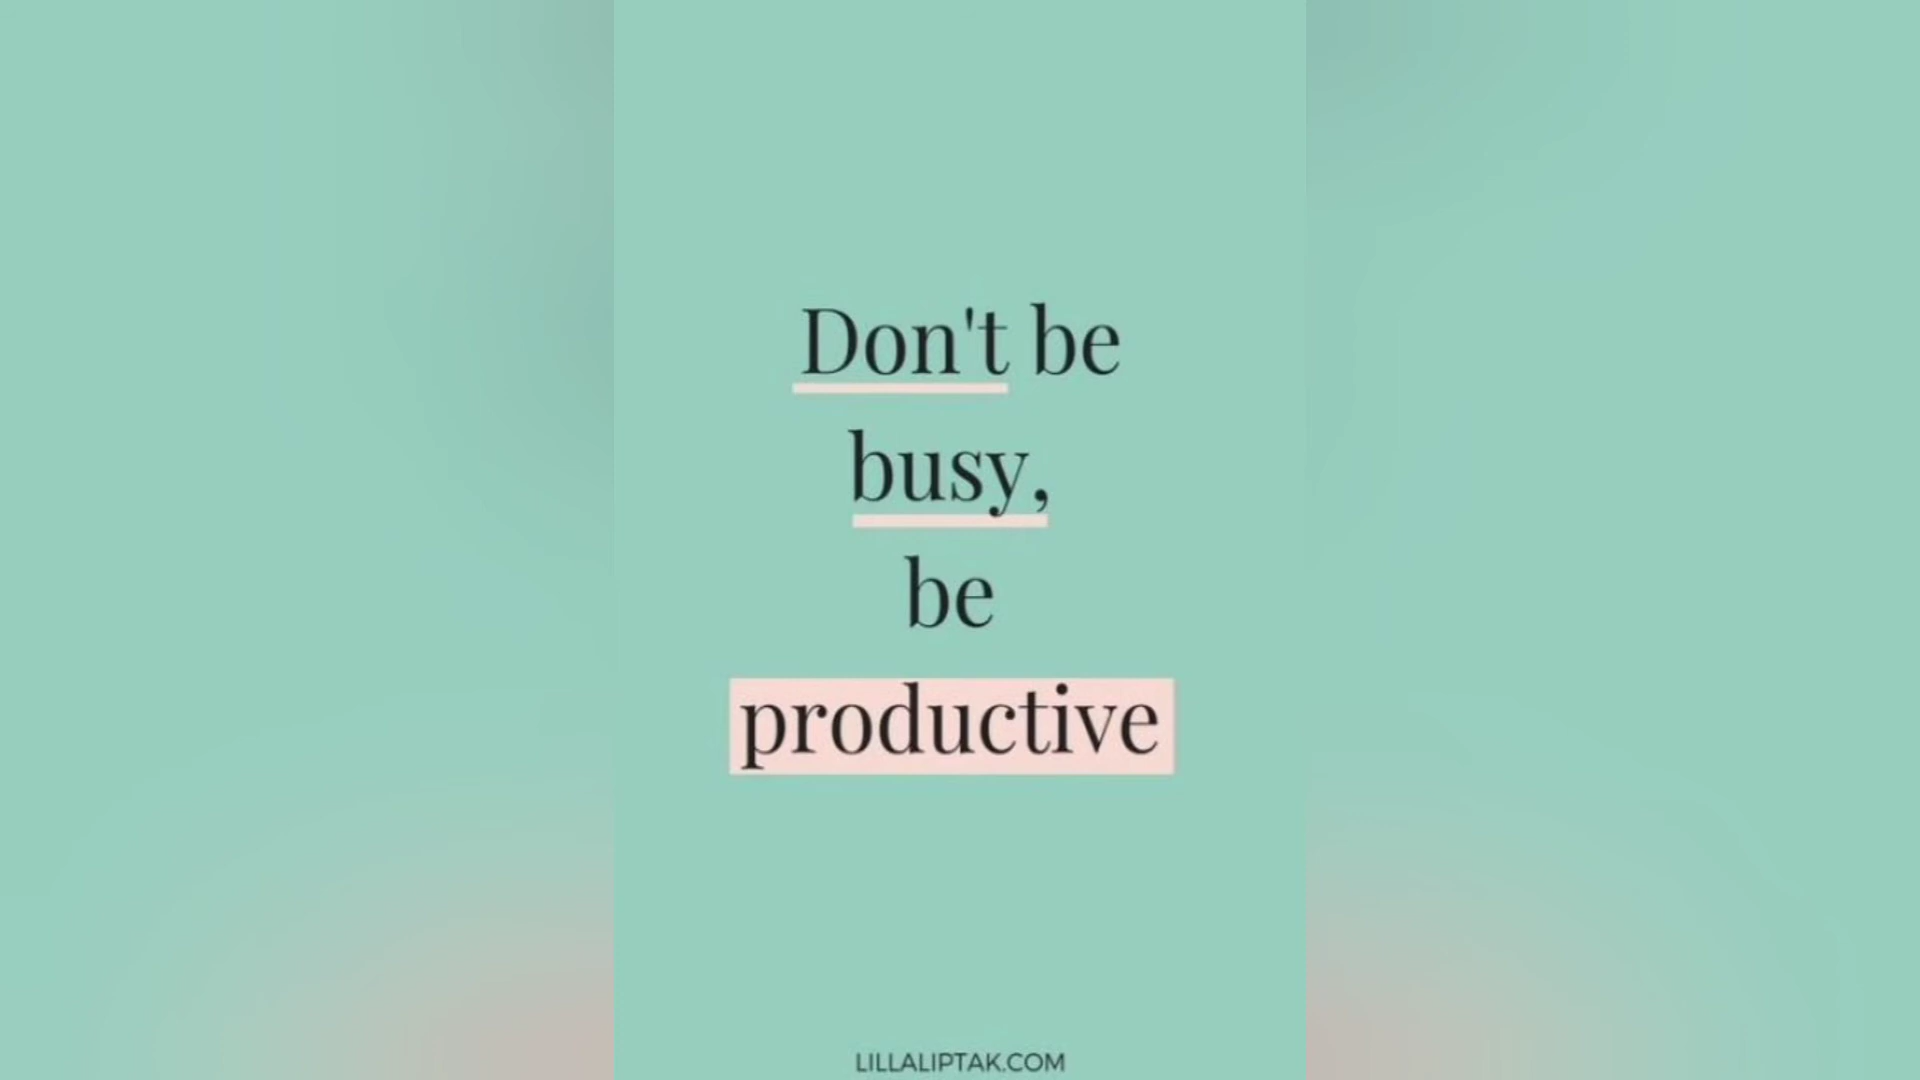 Don't be
busy,
be
productive
LILLALIPTAK.COM